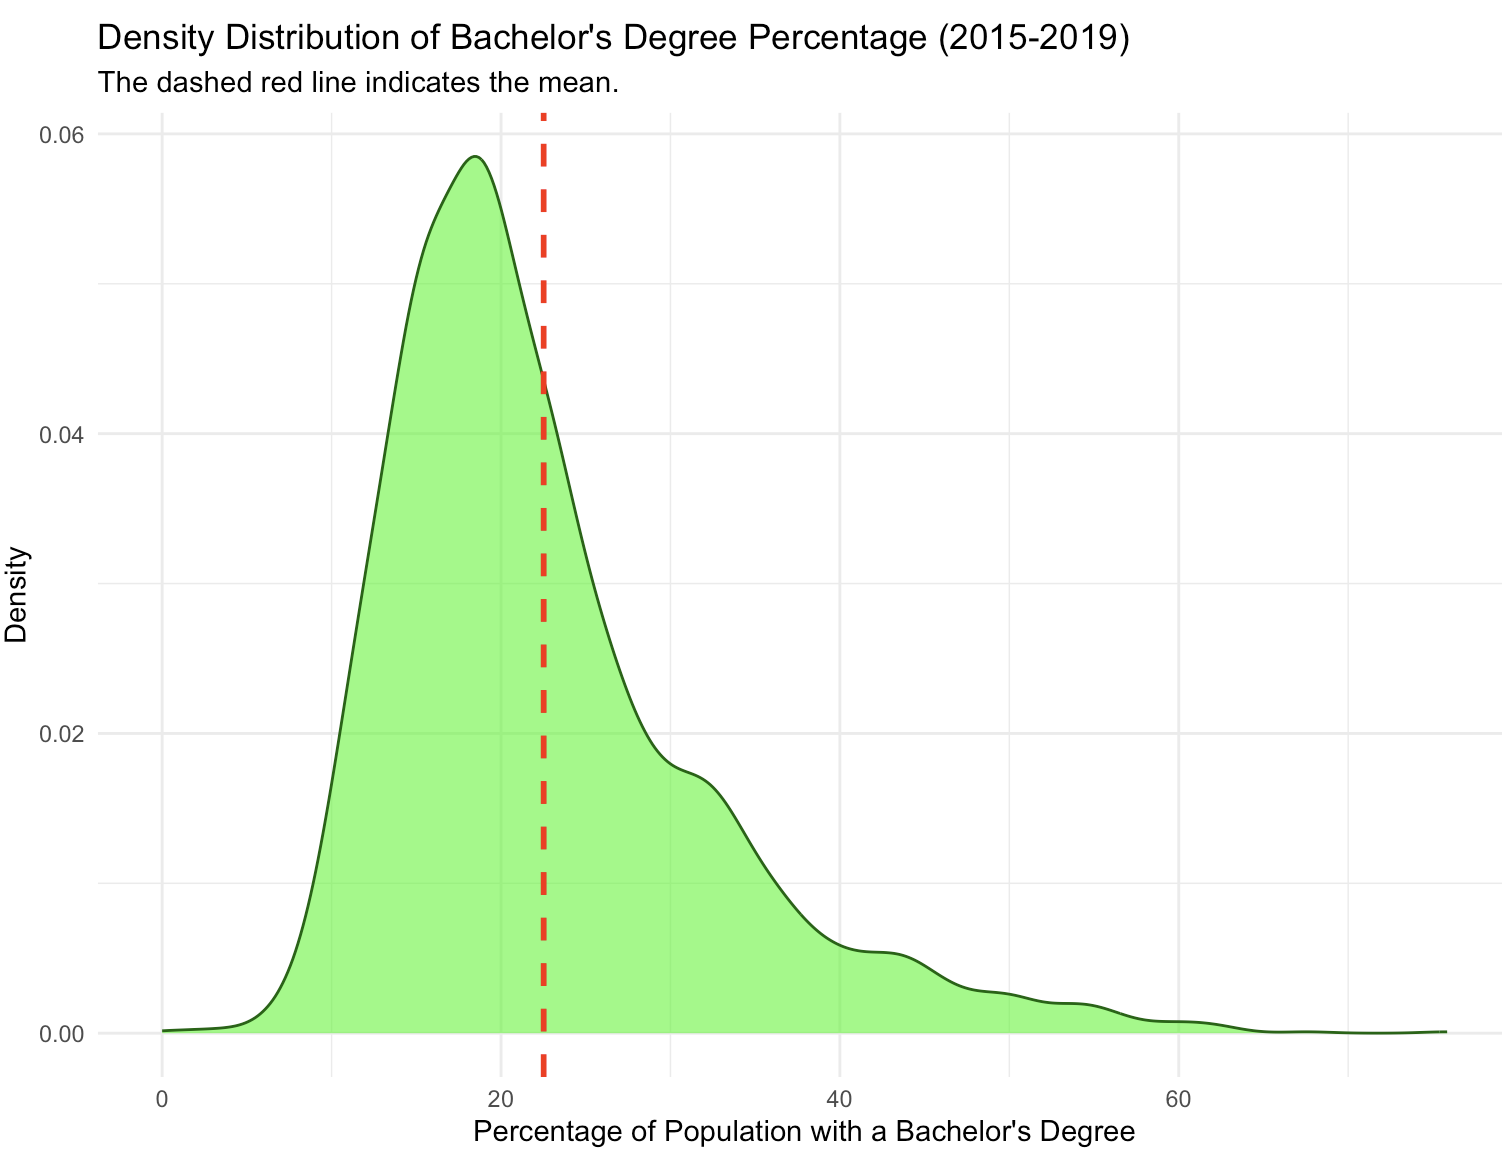 Density Distribution of Bachelor's Degree Percentage (2015-2019)
The dashed red line indicates the mean.
0.06
0.04
0.02
0.00
Density
0 20 40 60
Percentage of Population with a Bachelor's Degree